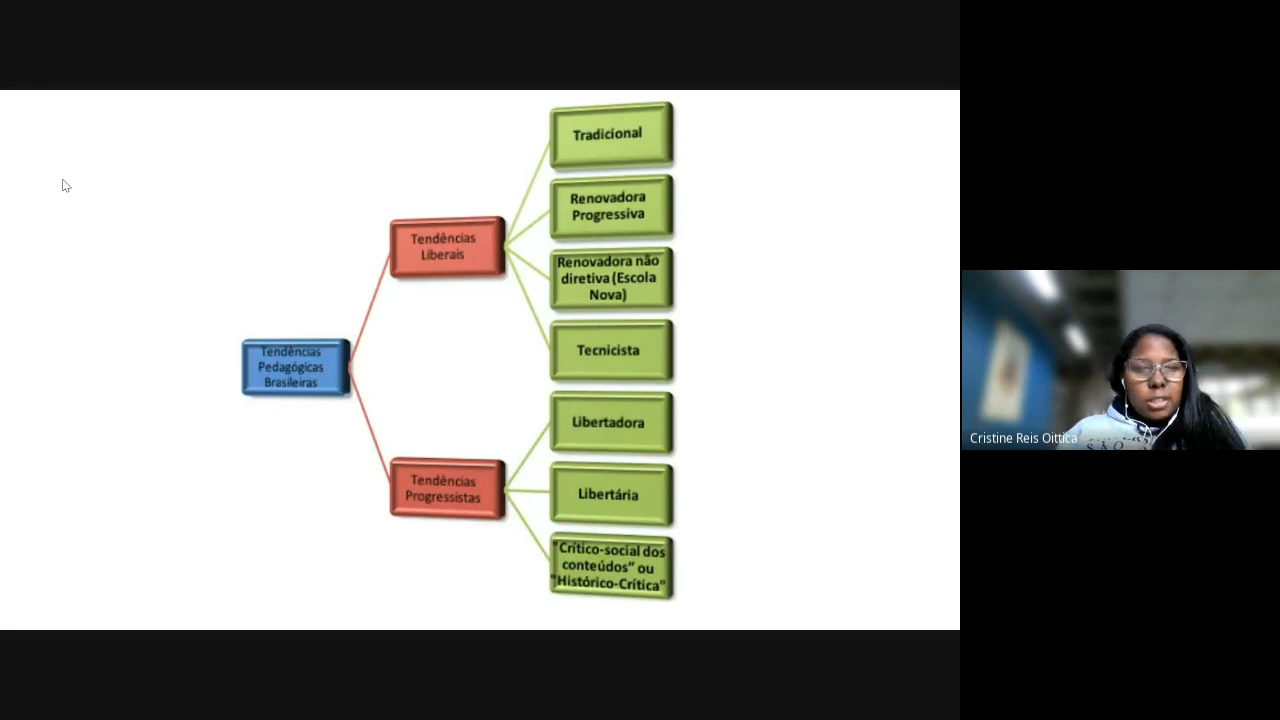 Tradicional
Renovadora
Progressiva
Tendências
Liberais
Renovadora não
diretiva (Escola
Nova)
Tecnicista
Tendências
Pedagógicas
Brasileiras
Libertadora
Tendências
Progressistas
Libertária
"Crítico-social dos
conteúdos" ou
"Histórico-Crítica"
Cristine Reis Oittica